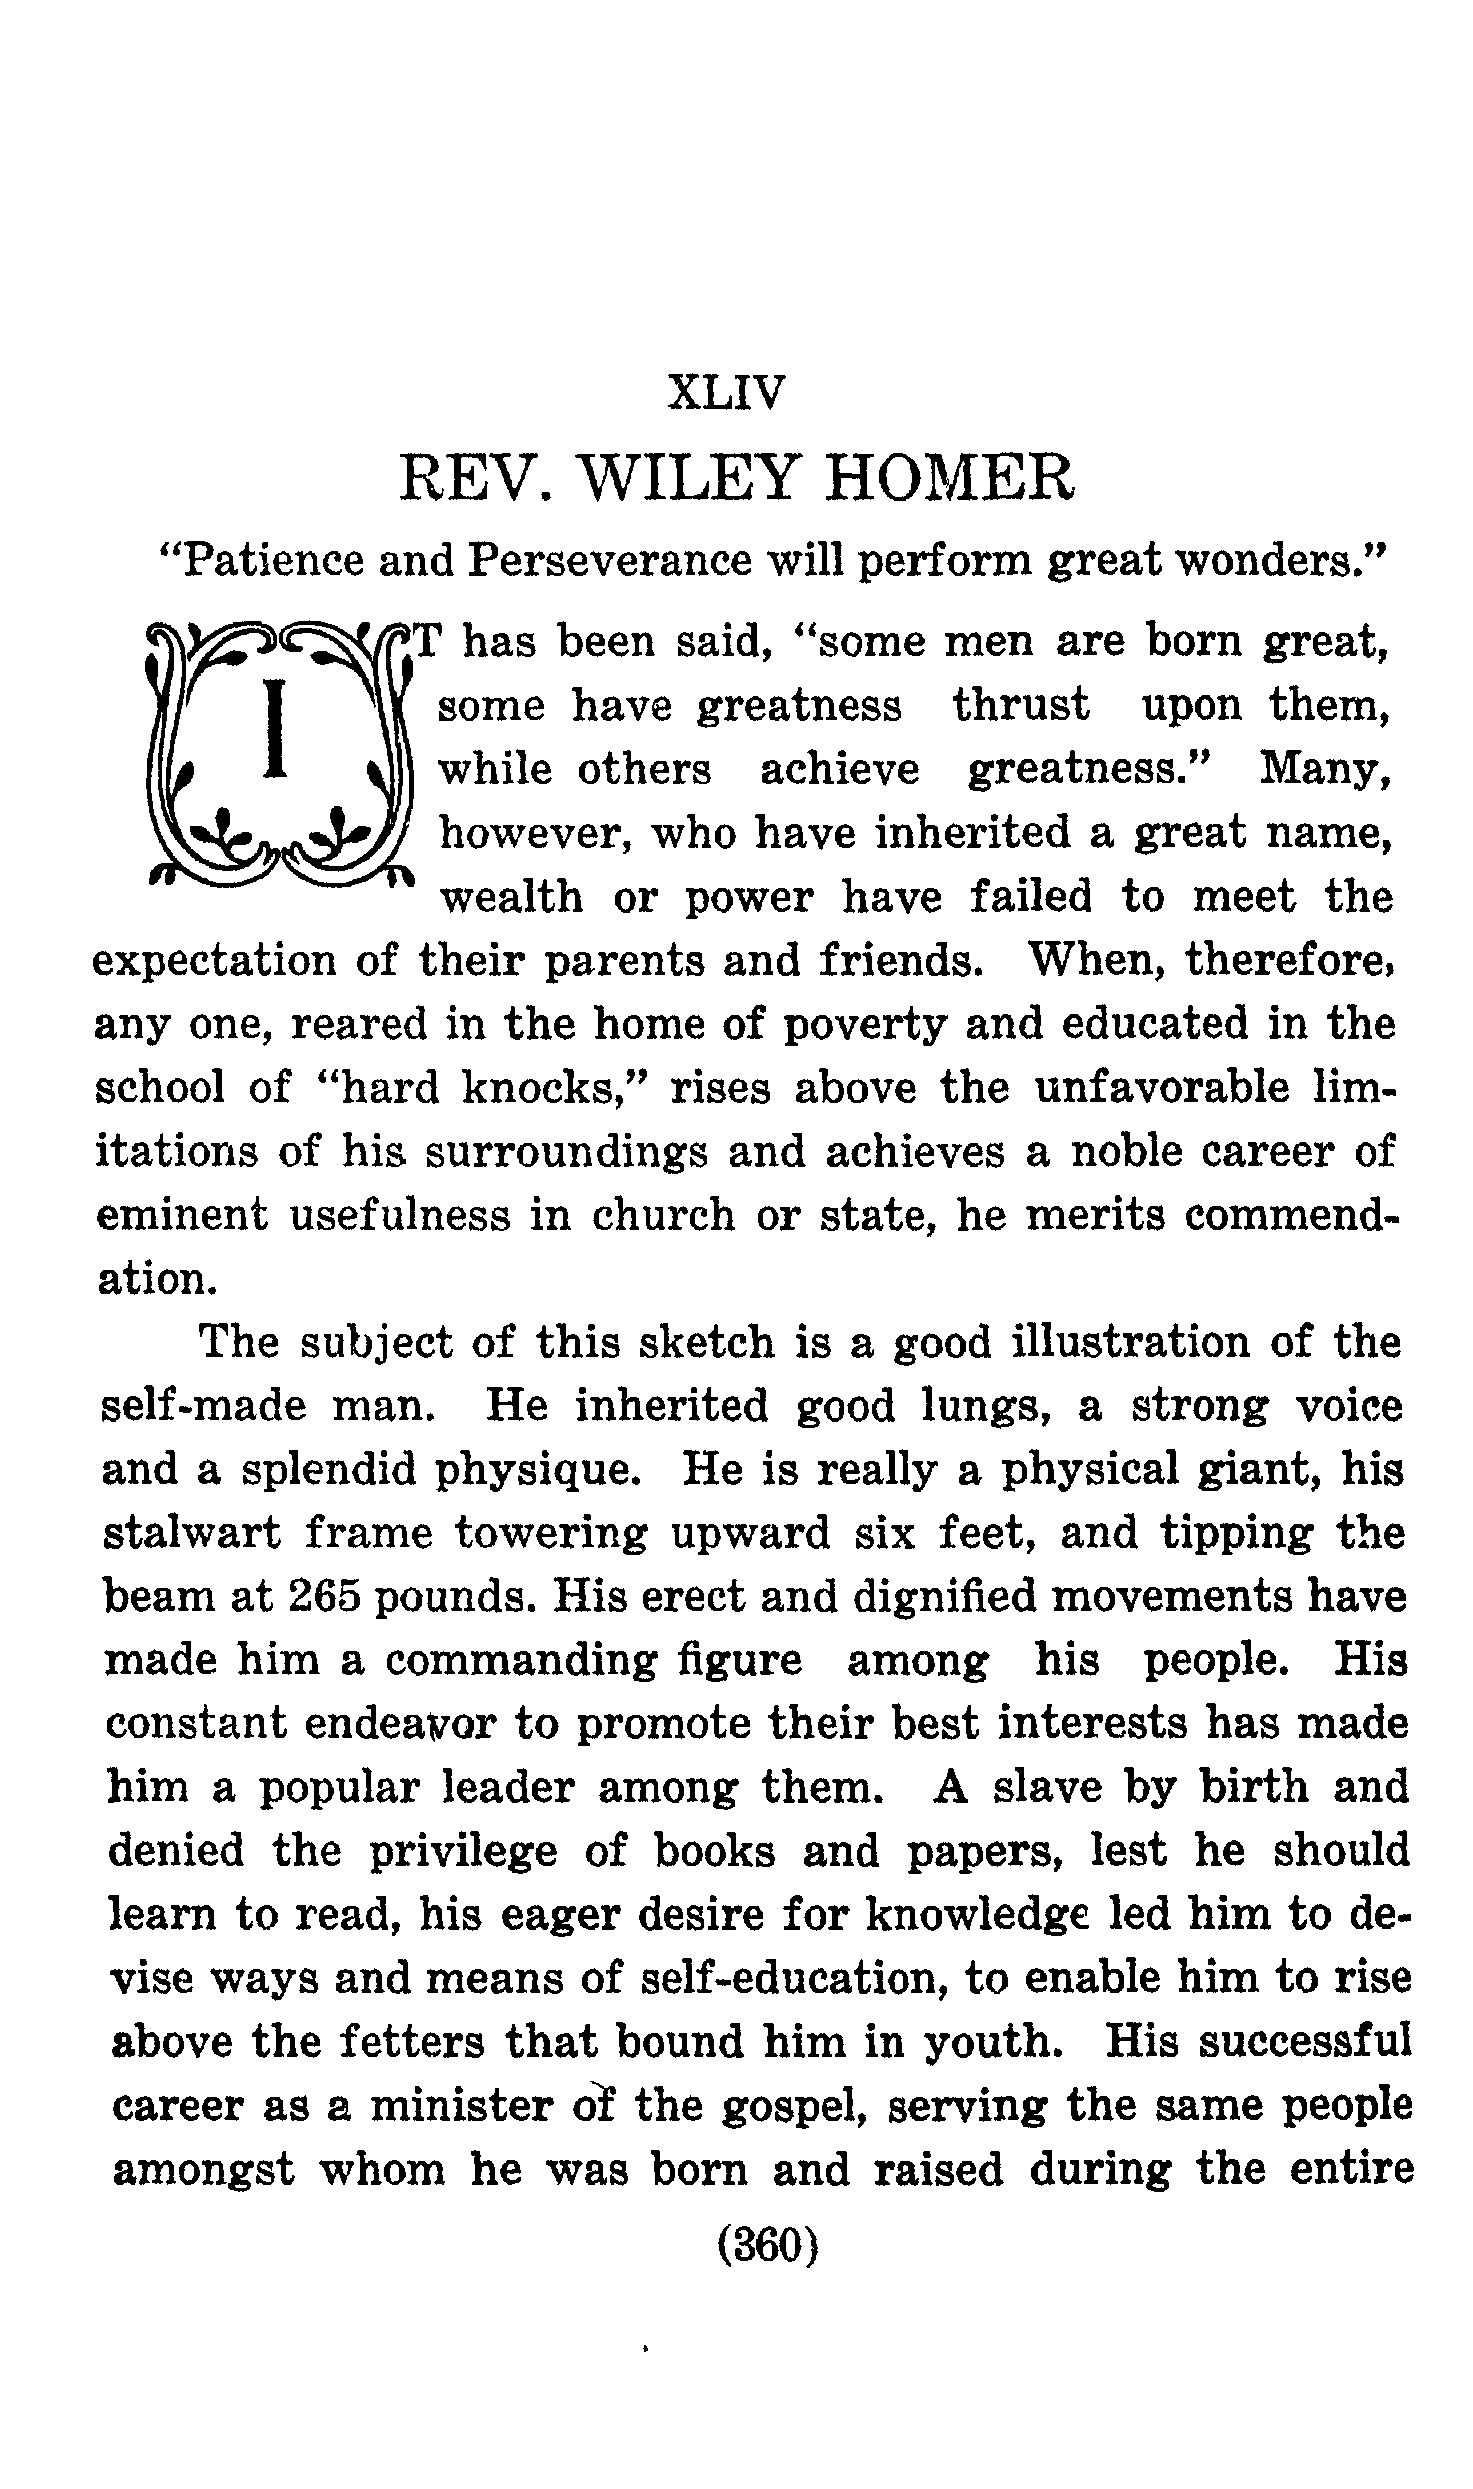 XLIV
REV. WILEY HOMER
“Patience and Perseverance will perform great wonders.”
IT has been said, “some men are born great,
some have greatness thrust upon them,
while others achieve greatness.” Many,
however, who have inherited a great name,
wealth or power have failed to meet the
expectation of their parents and friends. When, therefore,
any one, reared in the home of poverty and educated in the
school of “hard knocks,” rises above the unfavorable lim-
itations of his surroundings and achieves a noble career of
eminent usefulness in church or state, he merits commend-
ation.
The subject of this sketch is a good illustration of the
self-made man. He inherited good lungs, a strong voice
and a splendid physique. He is really a physical giant, his
stalwart frame towering upward six feet, and tipping the
beam at 265 pounds. His erect and dignified movements have
made him a commanding figure among his people. His
constant endeavor to promote their best interests has made
him a popular leader among them. A slave by birth and
denied the privilege of books and papers, lest he should
learn to read, his eager desire for knowledge led him to de-
vise ways and means of self-education, to enable him to rise
above the fetters that bound him in youth. His successful
career as a minister of the gospel, serving the same people
amongst whom he was born and raised during the entire
(360)